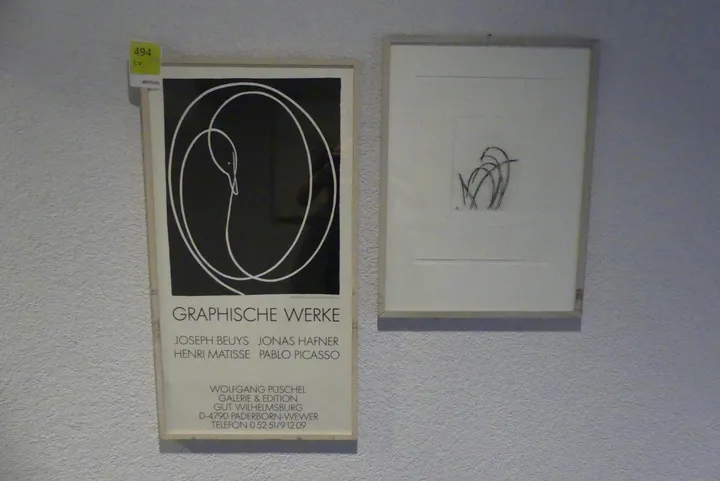 494
GRAPHISCHE WERKE
JOSEPH BEUYS JONAS HAFNER
HENRI MATISSE PABLO PICASSO
WOLFGANG PÜSCHEL
GALERIE & EDITION
GUT WILHELMSBURG
D-4790 PADERBORN-WEWER
TELEFON 0 52 51/9 12 09